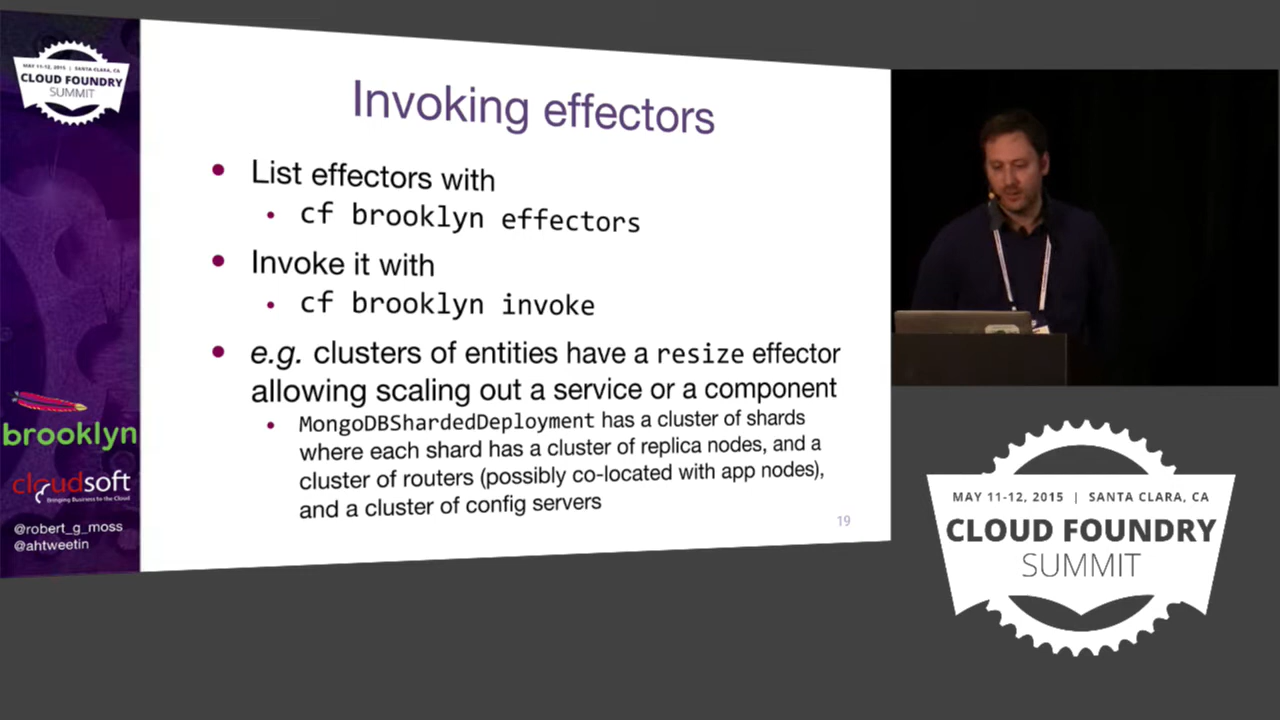 MAY 11-12, 2015 | SANTA CLARA, CA
CLOUD FOUNDRY
SUMMIT
Invoking effectors
• List effectors with
• cf brooklyn effectors
• Invoke it with
• cf brooklyn invoke
• e.g. clusters of entities have a resize effector
allowing scaling out a service or a component
• MongoDBShardedDeployment has a cluster of shards
where each shard has a cluster of replica nodes, and a
cluster of routers (possibly co-located with app nodes),
and a cluster of config servers
19
brooklyn
cloudsoft
Bringing Business to the Cloud
@robert_g_moss
@ahtweetin
MAY 11-12, 2015 | SANTA CLARA, CA
CLOUD FOUNDRY
SUMMIT